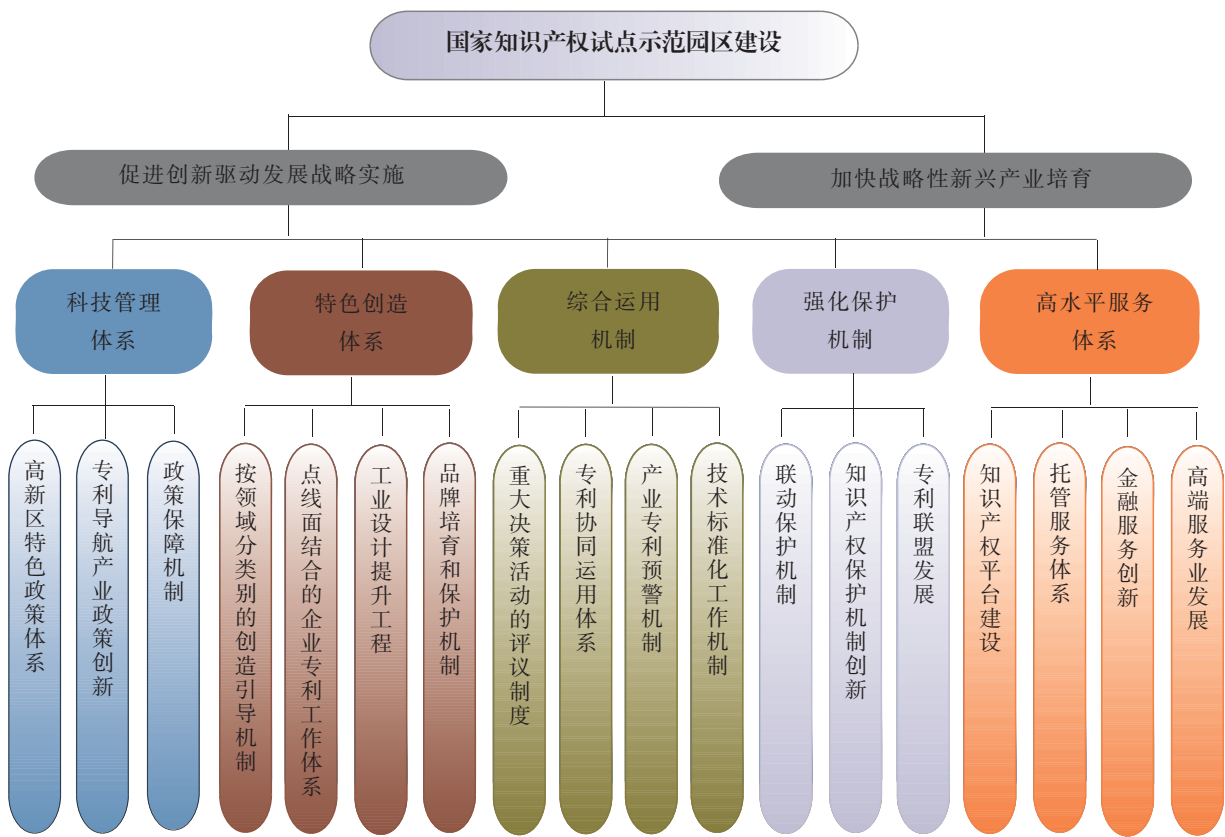 国家知识产权试点示范园区建设
促进创新驱动发展战略实施
加快战略性新兴产业培育
科技管理
体系
特色创造
体系
综合运用
机制
强化保护
机制
高水平服务
体系
高新区特色政策体系
专利导航产业政策创新
政策保障机制
按领域分类别的创造引导机制
点线面结合的企业专利工作体系
工业设计提升工程
品牌培育和保护机制
重大决策活动的评议制度
专利协同运用体系
产业专利预警机制
技术标准化工作机制
联动保护机制
知识产权保护机制创新
专利联盟发展
知识产权平台建设
托管服务体系
金融服务创新
高端服务业发展